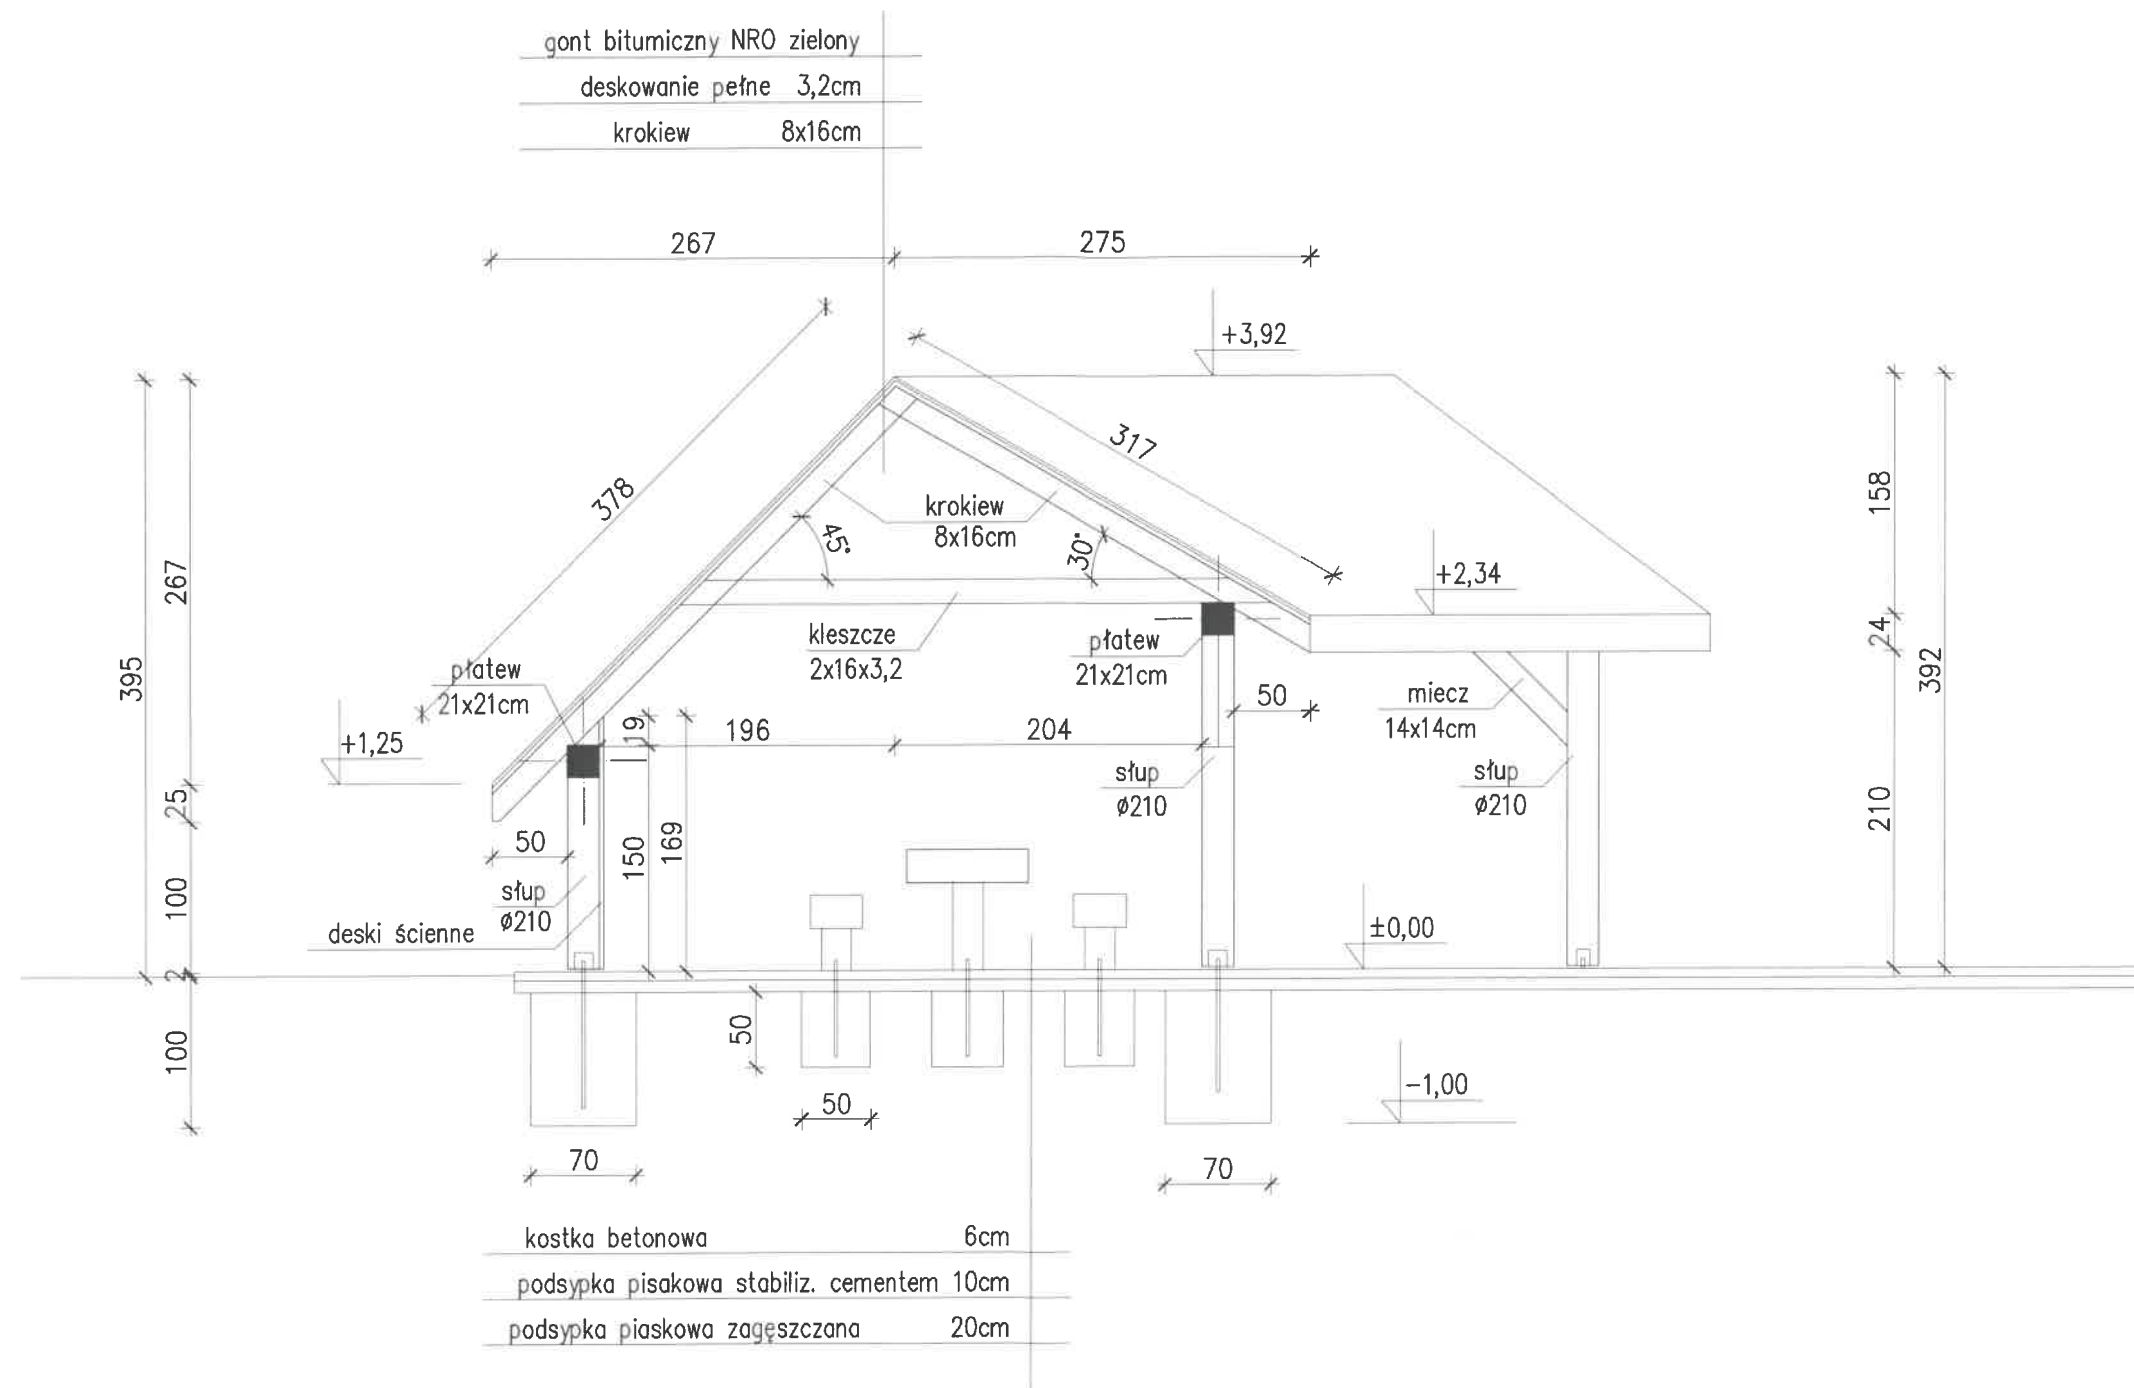 gont bitumiczny NRO zielony
deskowanie pełne 3,2cm
krokiew 8x16cm
267
275
+3,92
378
317
krokiew
8x16cm
45°
30°
158
267
+2,34
24
395
392
kleszcze
2x16x3,2
płatew
21x21cm
płatew
21x21cm
50
miecz
14x14cm
19
196
204
+1,25
słup
ø210
słup
ø210
25
50
150
169
210
100
słup
ø210
deski ścienne
±0,00
2
100
50
-1,00
50
70
70
kostka betonowa 6cm
podsypka pisakowa stabiliz. cementem 10cm
podsypka piaskowa zagęszczana 20cm